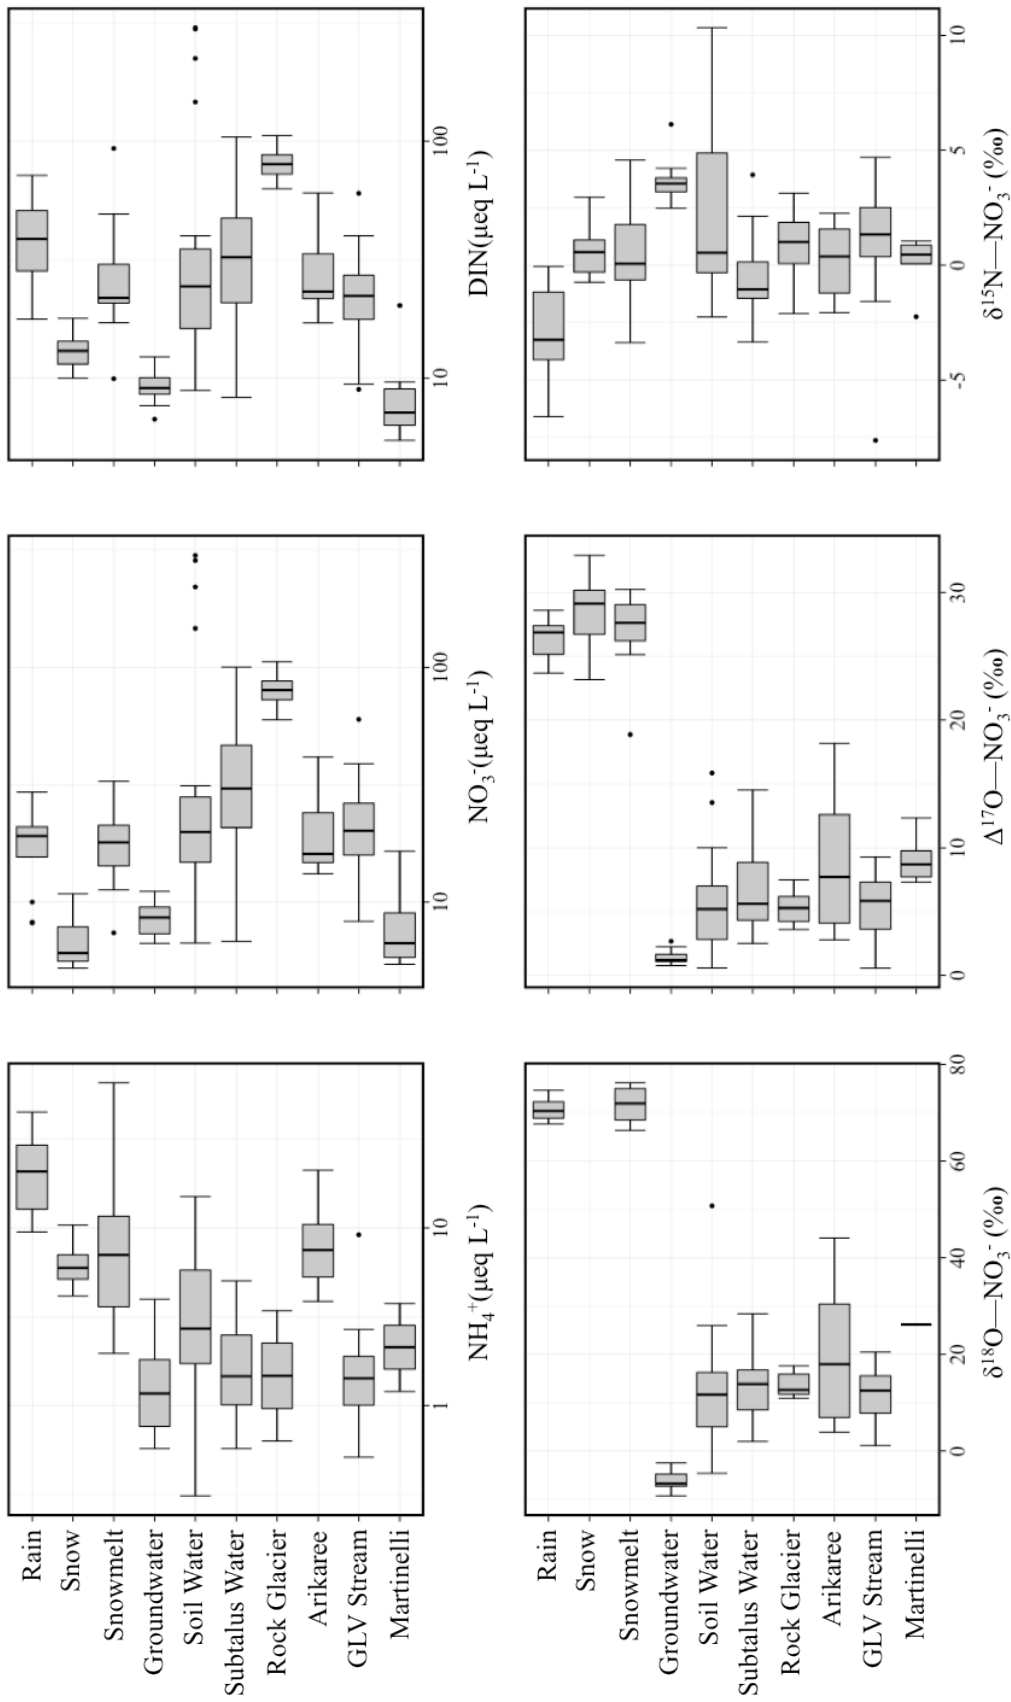 Rain
Snow
Snowmelt
Groundwater
Soil Water
Subtalus Water
Rock Glacier
Arikaree
GLV Stream
Martinelli
1
10
NH₄⁺(μeq L⁻¹)
10
100
NO₃⁻(μeq L⁻¹)
10
100
DIN(μeq L⁻¹)
Rain
Snow
Snowmelt
Groundwater
Soil Water
Subtalus Water
Rock Glacier
Arikaree
GLV Stream
Martinelli
0
20
40
60
80
δ¹⁸O—NO₃⁻ (‰)
0
10
20
30
Δ¹⁷O—NO₃⁻ (‰)
-5
0
5
10
δ¹⁵N—NO₃⁻ (‰)